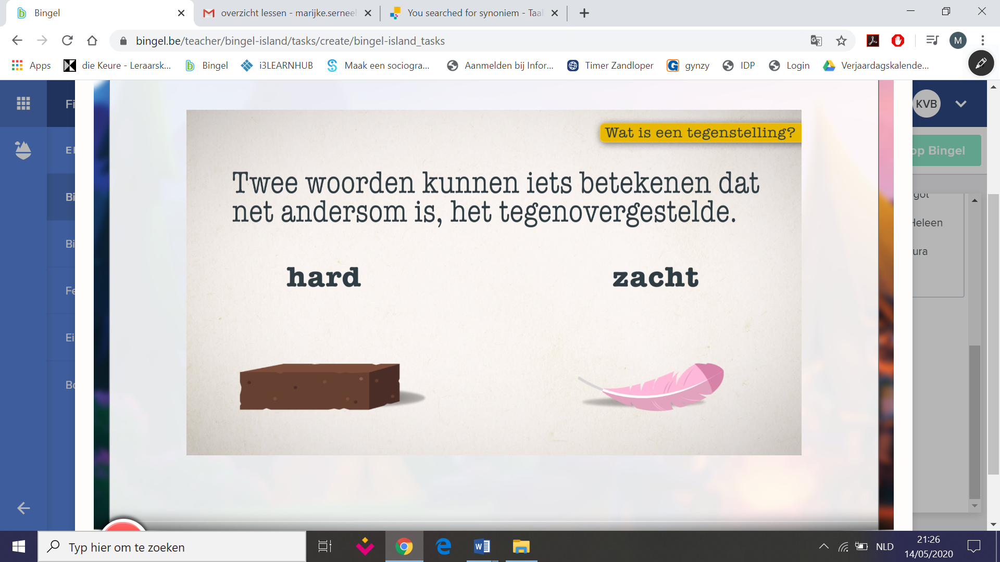 Bingel
overzicht lessen - marijke.serneel
You searched for synoniem - Taal
bingel.be/teacher/bingel-island/tasks/create/bingel-island_tasks
M
Apps
die Keure - Leraarsk...
Bingel
i3LEARNHUB
Maak een sociogra...
Aanmelden bij Infor...
Timer Zandloper
gynzy
IDP
Login
Verjaardagskalende...
Fi
KVB
Wat is een tegenstelling?
op Bingel
Twee woorden kunnen iets betekenen dat
net andersom is, het tegenovergestelde.
hard
zacht
Bi
Bi
Fe
Ei
Bo
got
Heleen
ura
Typ hier om te zoeken
NLD
21:26
14/05/2020